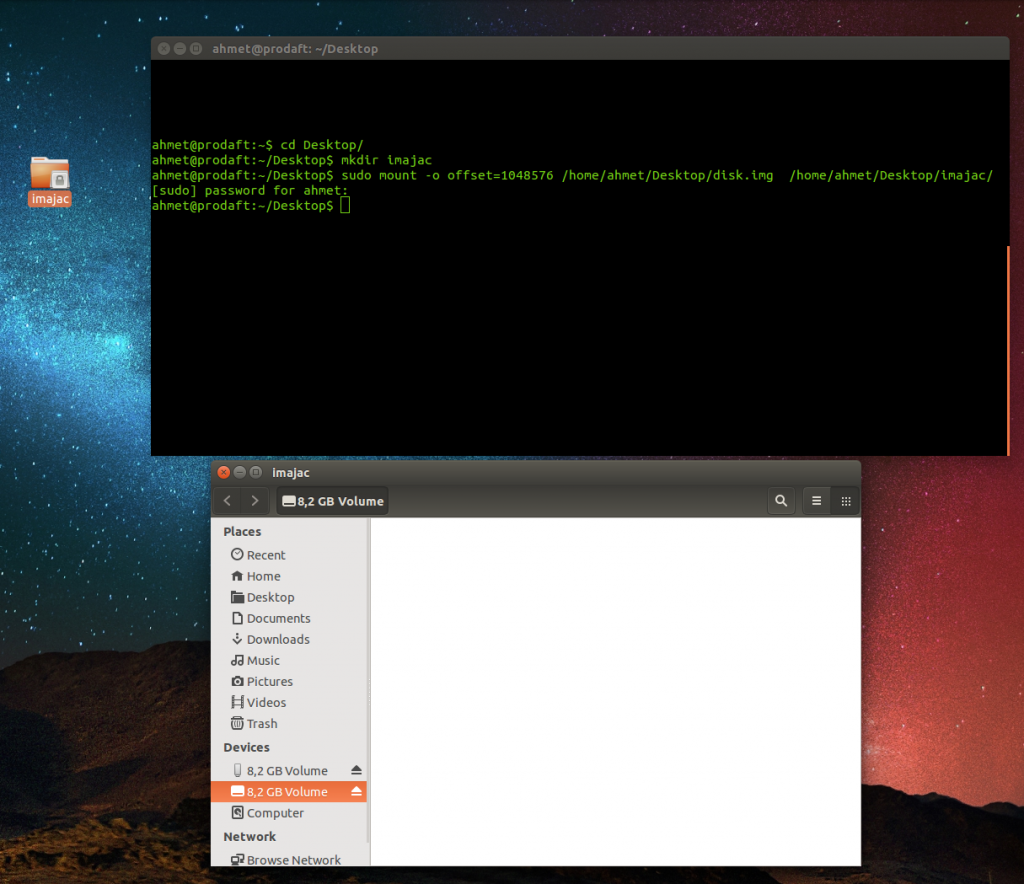 ahmet@prodaft: ~/Desktop
ahmet@prodaft:~$ cd Desktop/
ahmet@prodaft:~/Desktop$ mkdir imajac
ahmet@prodaft:~/Desktop$ sudo mount -o offset=1048576 /home/ahmet/Desktop/disk.img  /home/ahmet/Desktop/imajac/
[sudo] password for ahmet:
ahmet@prodaft:~/Desktop$
imajac
imajac
8,2 GB Volume
Places
Recent
Home
Desktop
Documents
Downloads
Music
Pictures
Videos
Trash
Devices
8,2 GB Volume
8,2 GB Volume
Computer
Network
Browse Network